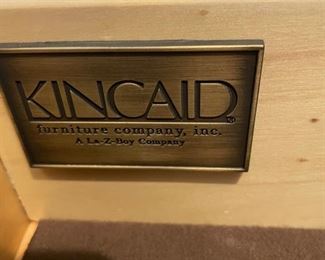 KINCAID®
furniture company, inc.
A La-Z-Boy Company